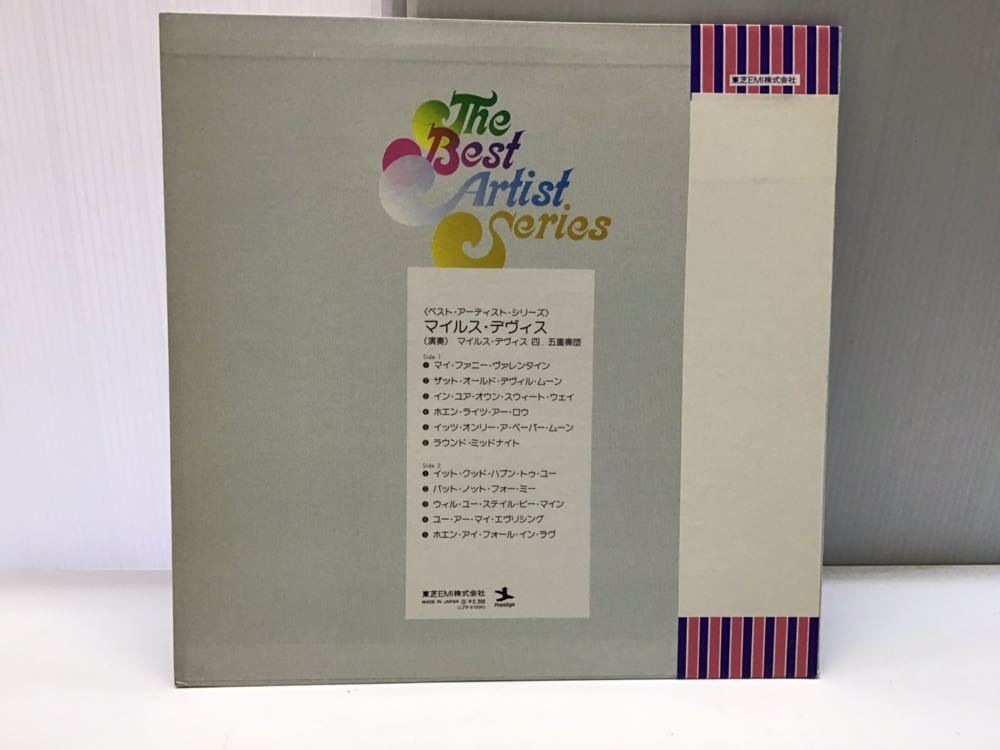 The
Best
Artist
Series
東芝EMI株式会社
〈ベスト・アーティスト・シリーズ〉
マイルス・デヴィス
(演奏) マイルス・デヴィス 四、五重奏団
Side 1
❶ マイ・ファニー・ヴァレンタイン
❷ ザット・オールド・デヴィル・ムーン
❸ イン・ユア・オウン・スウィート・ウェイ
❹ ホエン・ライツ・アー・ロウ
❺ イッツ・オンリー・ア・ペーパー・ムーン
❻ ラウンド・ミッドナイト
Side 2
❶ イット・クッド・ハプン・トゥ・ユー
❷ バット・ノット・フォー・ミー
❸ ウィル・ユー・ステイル・ビー・マイン
❹ ユー・アー・マイ・エヴリシング
❺ ホエン・アイ・フォール・イン・ラヴ
東芝EMI株式会社
MADE IN JAPAN
Prestige